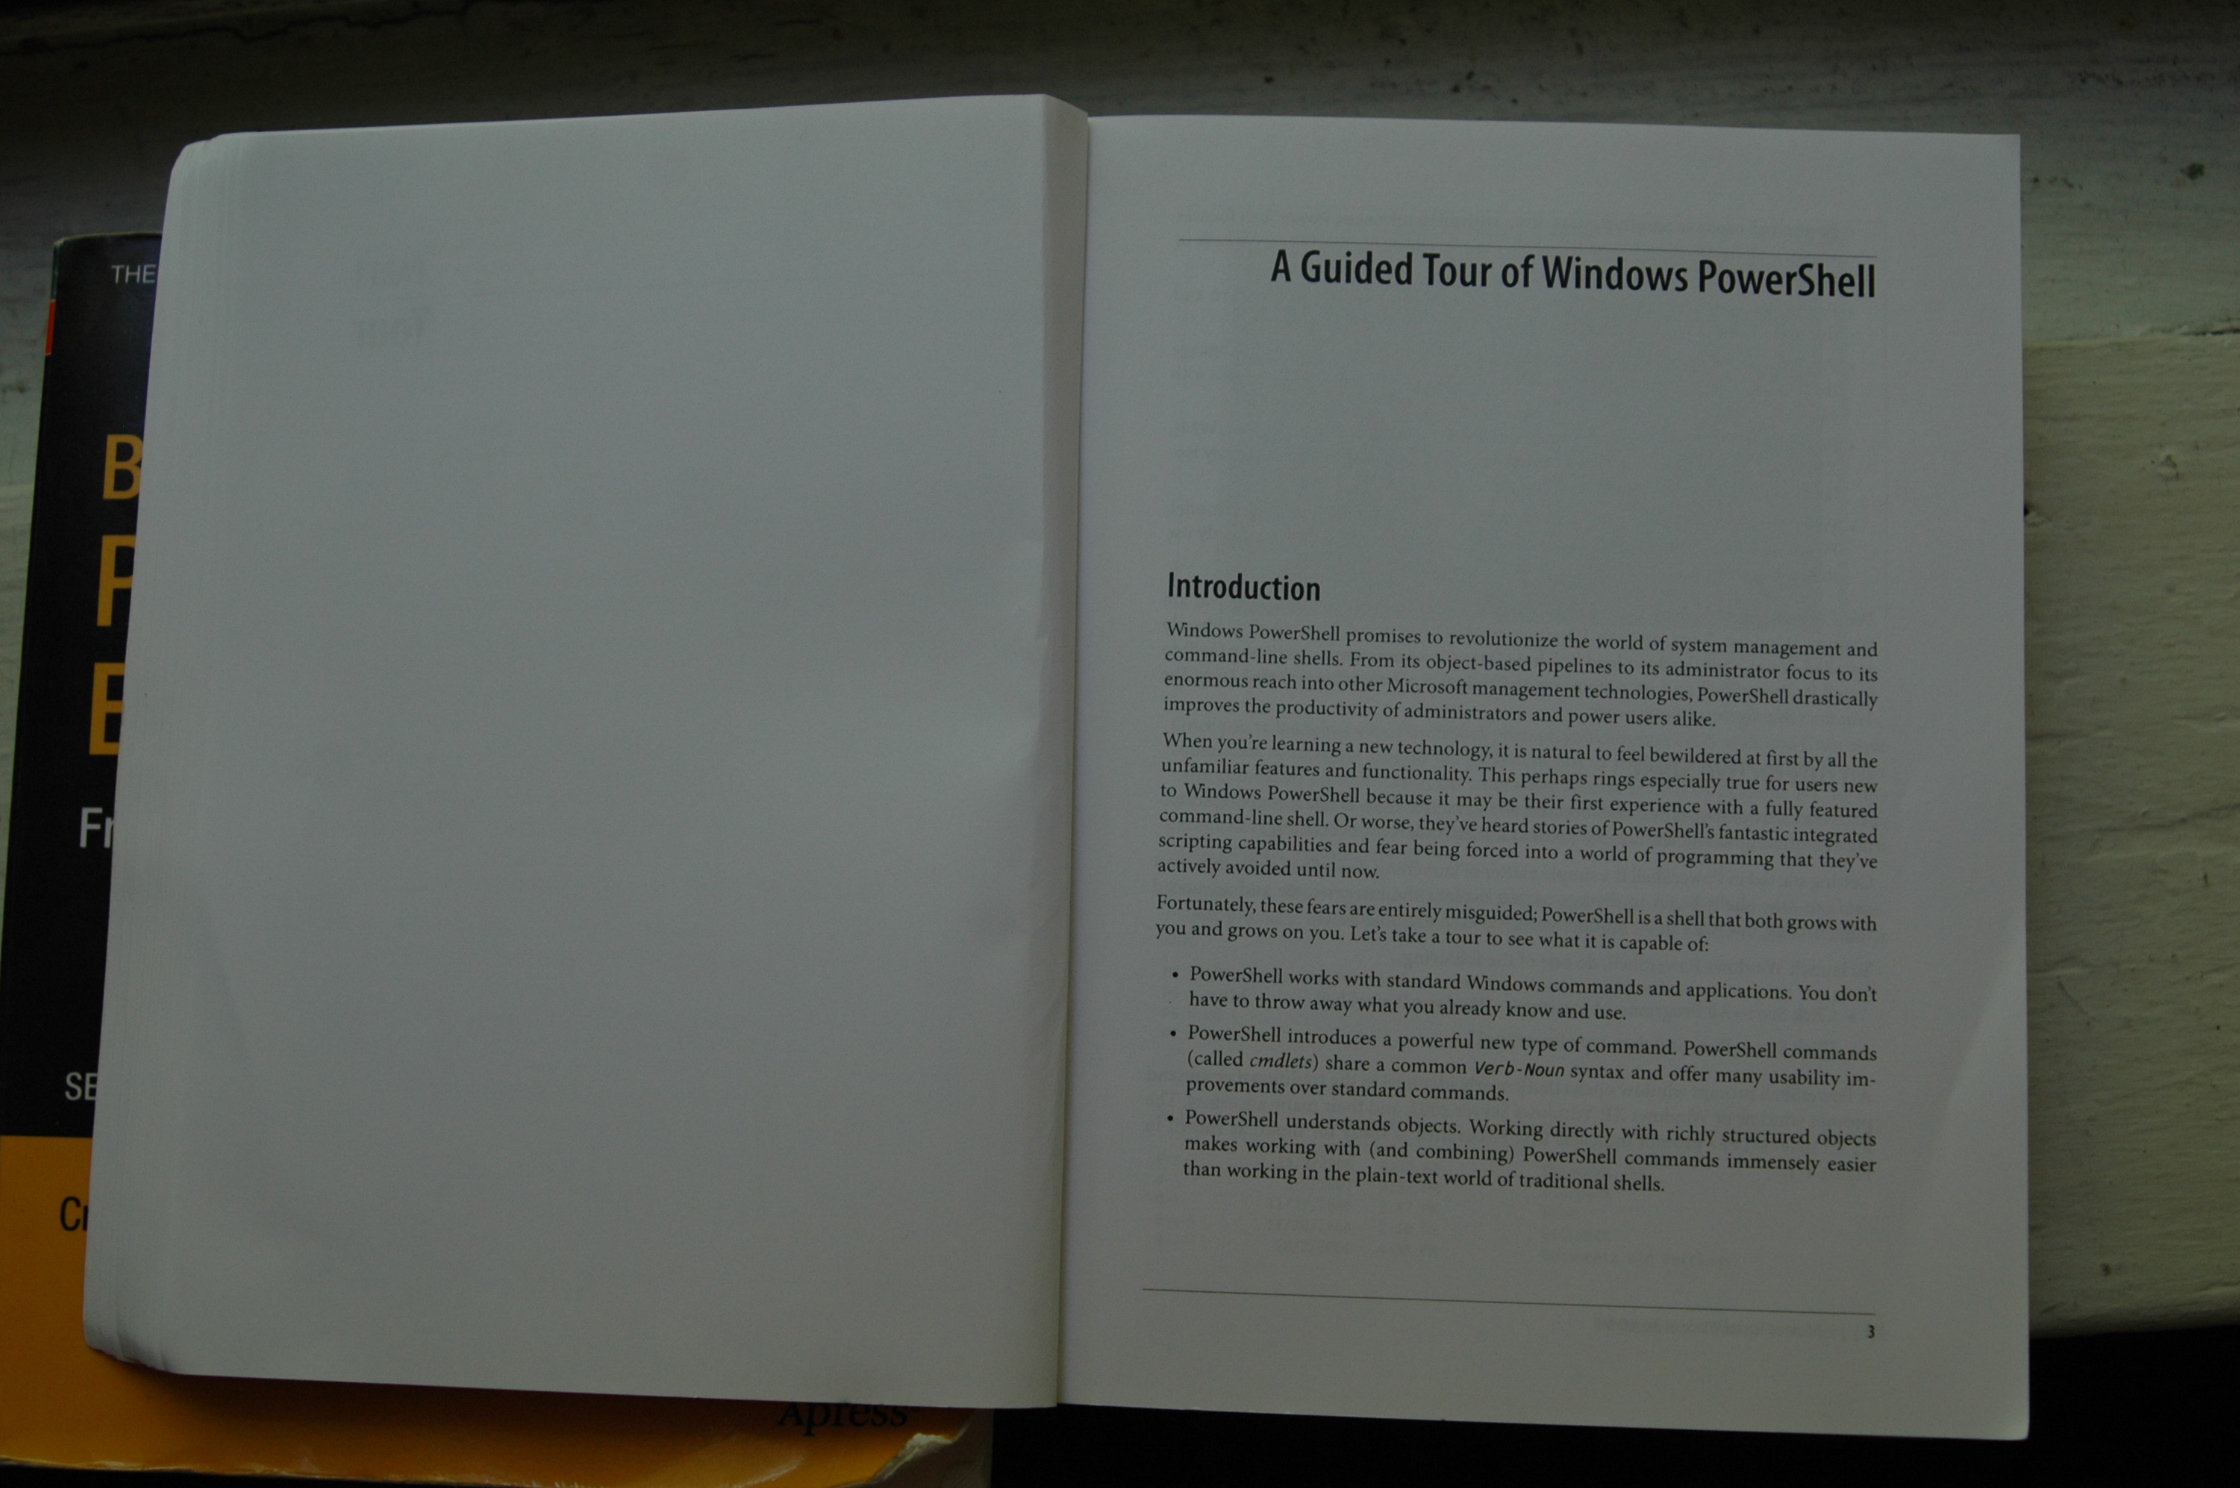 THE
B
P
E
Fr
SE
Cr
Apress
A Guided Tour of Windows PowerShell
Introduction
Windows PowerShell promises to revolutionize the world of system management and
command-line shells. From its object-based pipelines to its administrator focus to its
enormous reach into other Microsoft management technologies, PowerShell drastically
improves the productivity of administrators and power users alike.
When you're learning a new technology, it is natural to feel bewildered at first by all the
unfamiliar features and functionality. This perhaps rings especially true for users new
to Windows PowerShell because it may be their first experience with a fully featured
command-line shell. Or worse, they've heard stories of PowerShell's fantastic integrated
scripting capabilities and fear being forced into a world of programming that they've
actively avoided until now.
Fortunately, these fears are entirely misguided; PowerShell is a shell that both grows with
you and grows on you. Let's take a tour to see what it is capable of:
• PowerShell works with standard Windows commands and applications. You don't
have to throw away what you already know and use.
• PowerShell introduces a powerful new type of command. PowerShell commands
(called cmdlets) share a common Verb-Noun syntax and offer many usability im-
provements over standard commands.
• PowerShell understands objects. Working directly with richly structured objects
makes working with (and combining) PowerShell commands immensely easier
than working in the plain-text world of traditional shells.
3